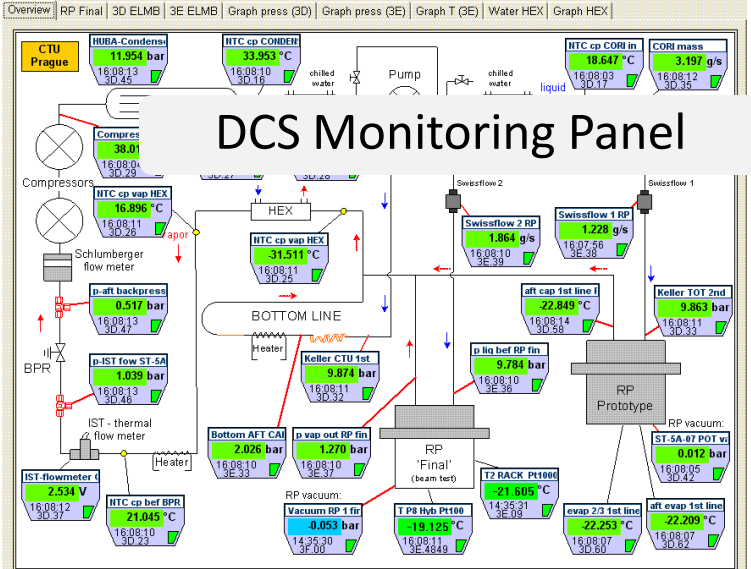 Overview RP Final 3D ELMB 3E ELMB Graph press (3D) Graph press (3E) Graph T (3E) Water HEX Graph HEX
CTU
Prague
HUBA-Condens
11.954 bar
16:08:13
3D.45
NTC cp CONDEN
33.953 °C
16:08:10
3D.16
chilled
water
Pump
chilled
water
liquid
NTC cp CORI in
18.647 °C
16:08:03
3D.17
CORI mass
3.197 g/s
16:08:12
3D.35
DCS Monitoring Panel
Compres
38.01
16:08:0
3D.29
3D.27
3D.28
Compressors
NTC cp vap HEX
16.896 °C
16:08:11
3D.26
vapor
HEX
Swissflow 2
Swissflow 1
Swissflow 2 RP
1.864 g/s
16:08:10
3E.39
Swissflow 1 RP
1.228 g/s
16:07:56
3E.38
NTC cp vap HEX
-31.511 °C
16:08:11
3D.25
Schlumberger
flow meter
p-aft backpress
0.517 bar
16:08:13
3D.47
aft cap 1st line
-22.849 °C
16:08:14
3D.58
Keller TOT 2nd
9.863 bar
16:08:11
3D.33
BOTTOM LINE
Heater
BPR
p-IST fow ST-5A
1.039 bar
16:08:13
3D.46
Keller CTU 1st
9.874 bar
16:08:11
3D.32
p liq bef RP fin
9.784 bar
16:08:10
3E.36
RP
Prototype
IST - thermal
flow meter
Heater
Bottom AFT CAI
2.026 bar
16:08:10
3E.33
p vap out RP fin
1.270 bar
16:08:10
3E.37
RP
'Final'
(beam test)
RP vacuum:
ST-5A-07 POT va
0.012 bar
16:08:05
3D.42
IST-flowmeter
2.534 V
16:08:12
3D.37
NTC cp bef BPR
21.045 °C
16:08:10
3D.23
RP vacuum:
Vacuum RP 1 fir
-0.053 bar
14:35:30
3F.00
T P8 Hyb Pt100
-19.125 °C
16:08:11
3E.4849
T2 RACK Pt1000
-21.605 °C
14:35:31
3E.09
evap 2/3 1st line
-22.253 °C
16:08:07
3D.60
aft evap 1st line
-22.209 °C
16:08:07
3D.62